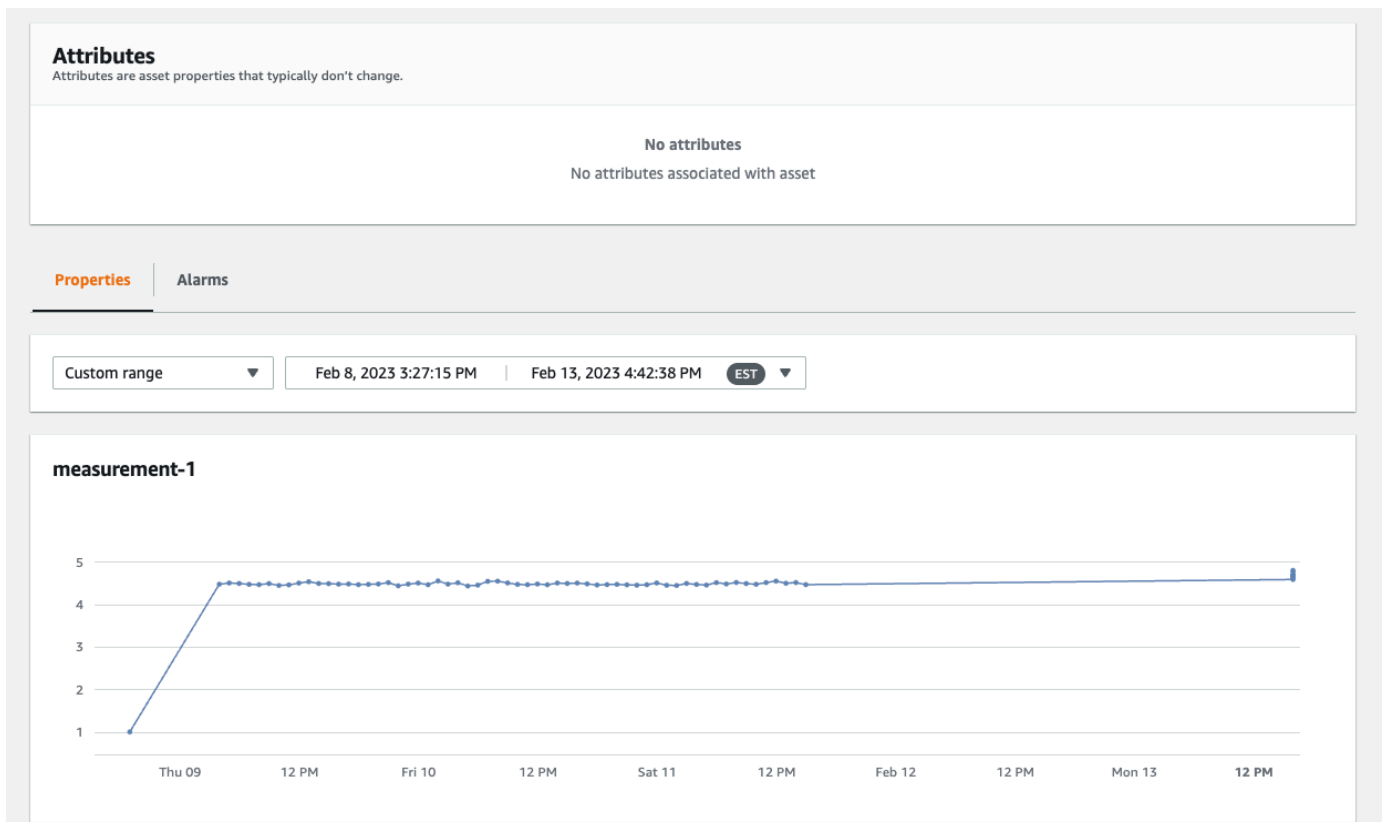 Attributes
Attributes are asset properties that typically don't change.
No attributes
No attributes associated with asset
Properties Alarms
Custom range Feb 8, 2023 3:27:15 PM Feb 13, 2023 4:42:38 PM EST
measurement-1
5
4
3
2
1
Thu 09 12 PM Fri 10 12 PM Sat 11 12 PM Feb 12 12 PM Mon 13 12 PM